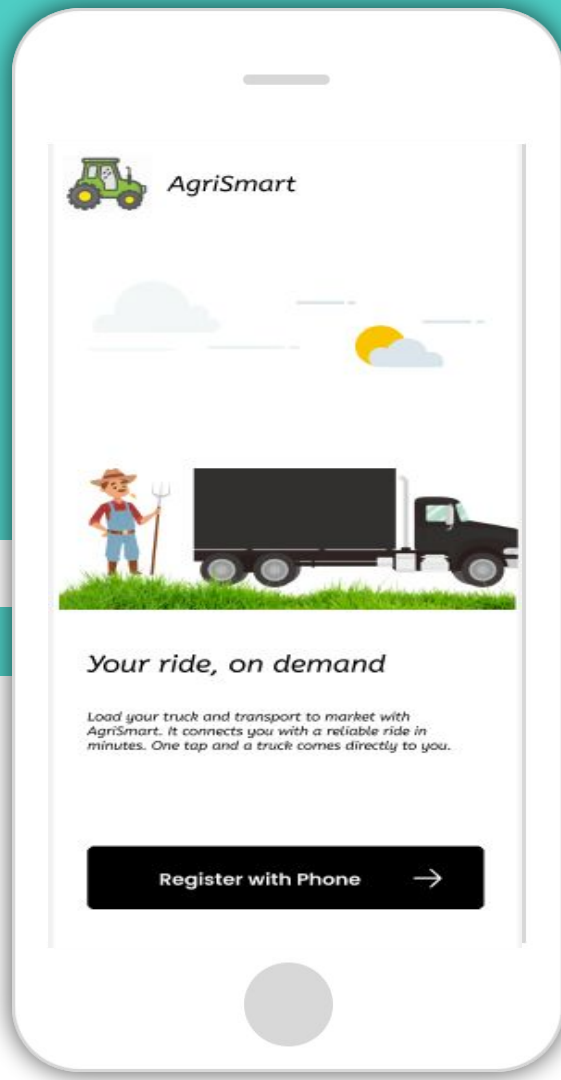 AgriSmart
Your ride, on demand
Load your truck and transport to market with
AgriSmart. It connects you with a reliable ride in
minutes. One tap and a truck comes directly to you.
Register with Phone